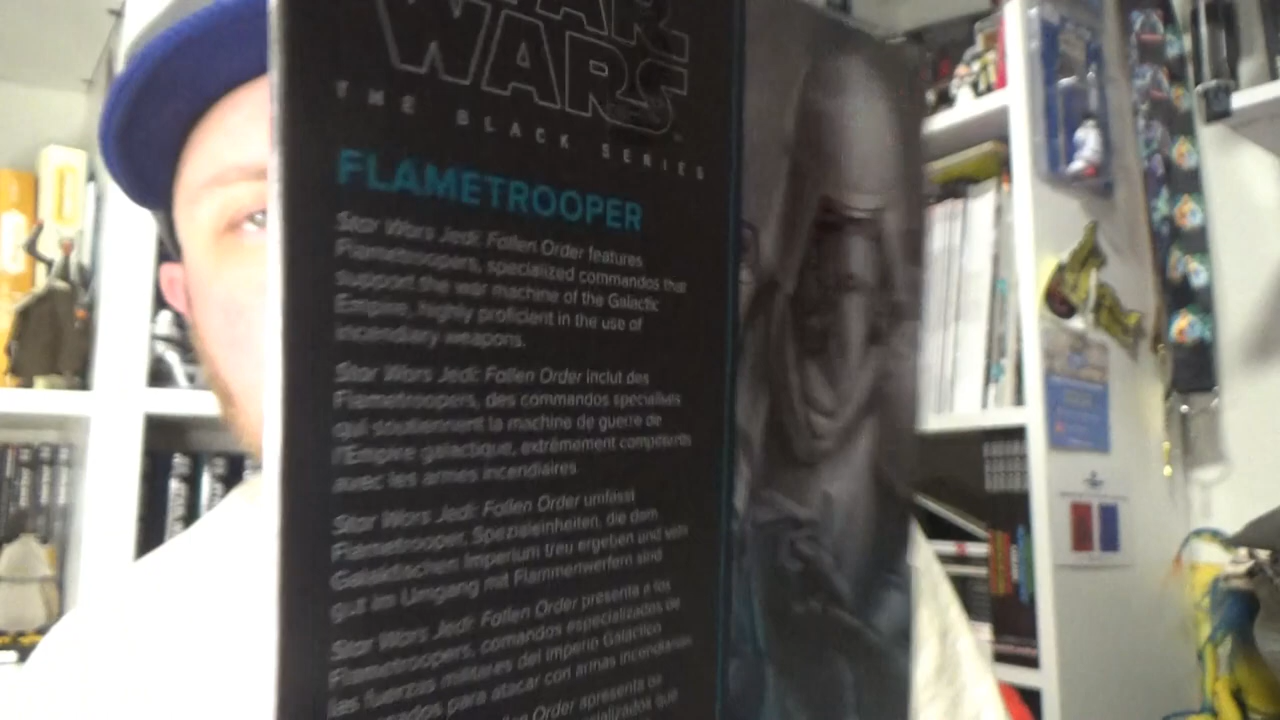 STAR
WARS
THE BLACK SERIES
FLAMETROOPER
Star Wars Jedi: Fallen Order features
Flametroopers, specialized commandos that
support the war machine of the Galactic
Empire, highly proficient in the use of
incendiary weapons.
Star Wars Jedi: Fallen Order inclut des
Flametroopers, des commandos spécialisés
qui soutiennent la machine de guerre de
l'Empire galactique, extrêmement compétents
avec les armes incendiaires.
Star Wars Jedi: Fallen Order umfasst
Flametrooper, Spezialeinheiten, die dem
Galaktischen Imperium treu ergeben und sehr
gut im Umgang mit Flammenwerfern sind.
Star Wars Jedi: Fallen Order presenta a los
Flametroopers, comandos especializados de
las fuerzas militares del Imperio Galáctico
para atacar con armas incendiarias
Order apresenta os
que